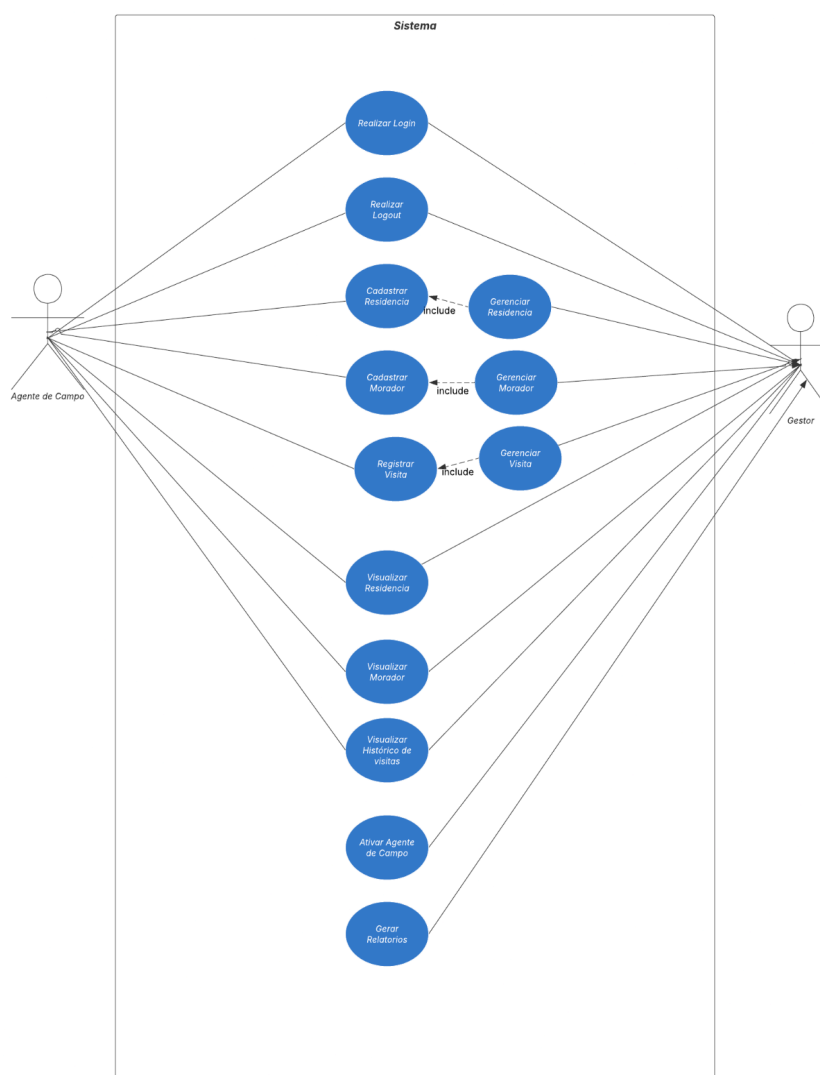 Sistema
Realizar Login
Realizar
Logout
Cadastrar
Residencia
include
Gerenciar
Residencia
Cadastrar
Morador
include
Gerenciar
Morador
Agente de Campo
Gestor
Registrar
Visita
include
Gerenciar
Visita
Visualizar
Residencia
Visualizar
Morador
Visualizar
Histórico de
visitas
Ativar Agente
de Campo
Gerar
Relatorios